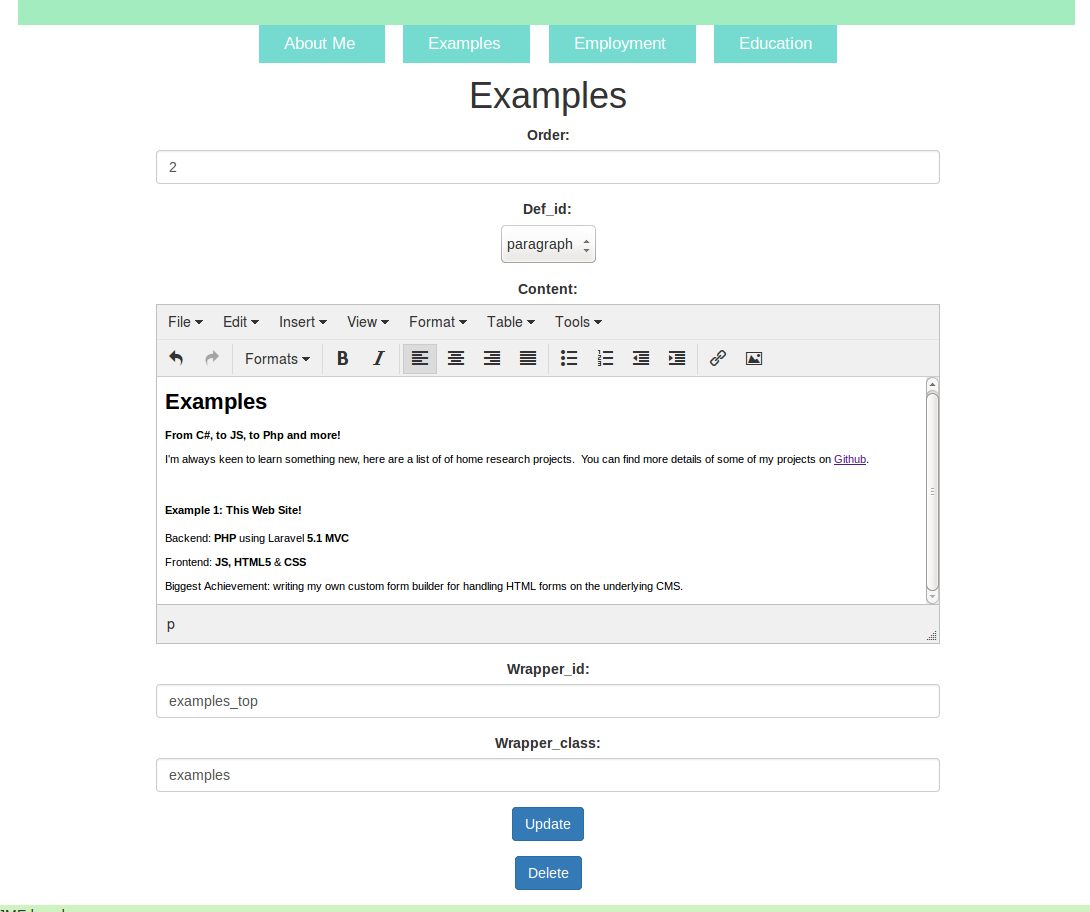 About Me Examples Employment Education
Examples
Order:
2
Def_id:
paragraph
Content:
File Edit Insert View Format Table Tools
Formats B I
Examples
From C#, to JS, to Php and more!
I'm always keen to learn something new, here are a list of of home research projects.  You can find more details of some of my projects on Github.
Example 1: This Web Site!
Backend: PHP using Laravel 5.1 MVC
Frontend: JS, HTML5 & CSS
Biggest Achievement: writing my own custom form builder for handling HTML forms on the underlying CMS.
p
Wrapper_id:
examples_top
Wrapper_class:
examples
Update
Delete